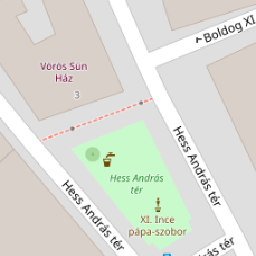 Boldog XI
Vörös Sün
Ház
3
Hess András tér
Hess András
tér
Hess András tér
XI. Ince
pápa-szobor
András tér